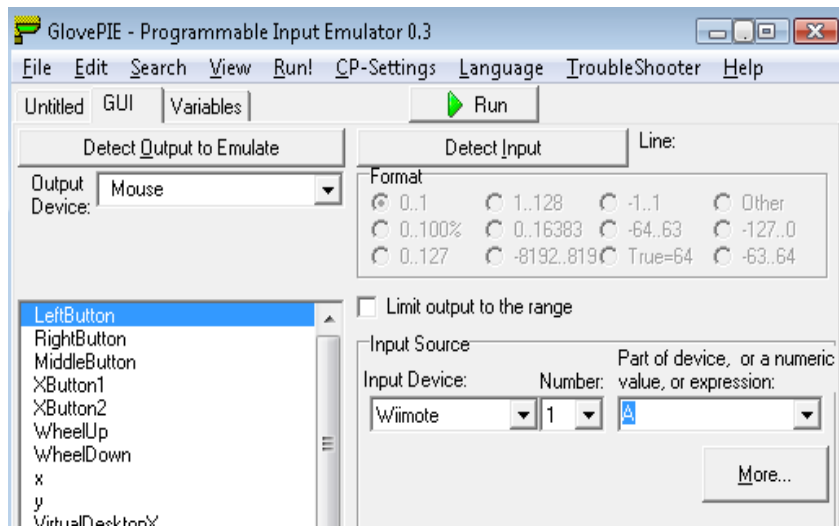 GlovePIE - Programmable Input Emulator 0.3
File Edit Search View Run! CP-Settings Language TroubleShooter Help
Untitled GUI Variables Run
Detect Output to Emulate
Detect Input
Line:
Output Device:
Mouse
Format
0..1 1..128 -1..1 Other
0..100% 0..16383 -64..63 -127..0
0..127 -8192..819 True=64 -63..64
LeftButton
RightButton
MiddleButton
XButton1
XButton2
WheelUp
WheelDown
x
y
VirtualDesktopX
Limit output to the range
Input Source
Input Device:
Number:
Part of device, or a numeric
value, or expression:
Wiimote 1 A
More...